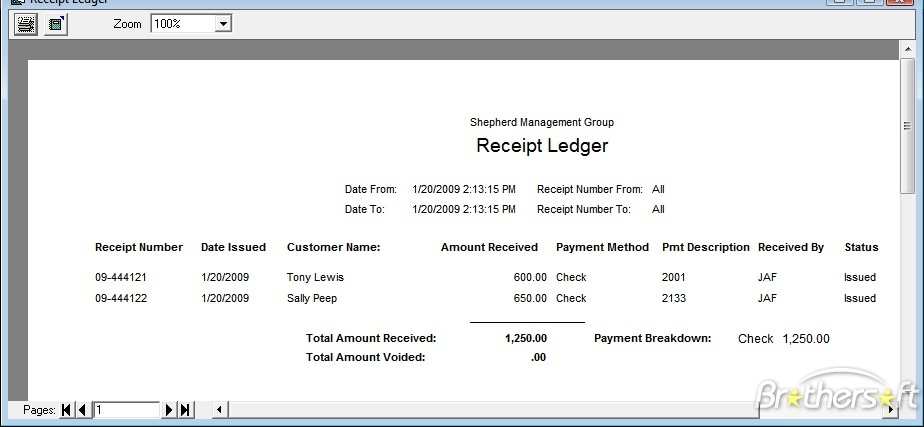 Receipt Ledger
Zoom 100%
Shepherd Management Group
Receipt Ledger
Date From: 1/20/2009 2:13:15 PM Receipt Number From: All
Date To: 1/20/2009 2:13:15 PM Receipt Number To: All
Receipt Number Date Issued Customer Name: Amount Received Payment Method Pmt Description Received By Status
09-444121 1/20/2009 Tony Lewis 600.00 Check 2001 JAF Issued
09-444122 1/20/2009 Sally Peep 650.00 Check 2133 JAF Issued
Total Amount Received: 1,250.00 Payment Breakdown: Check 1,250.00
Total Amount Voided: .00
Pages: 1
Brothersoft